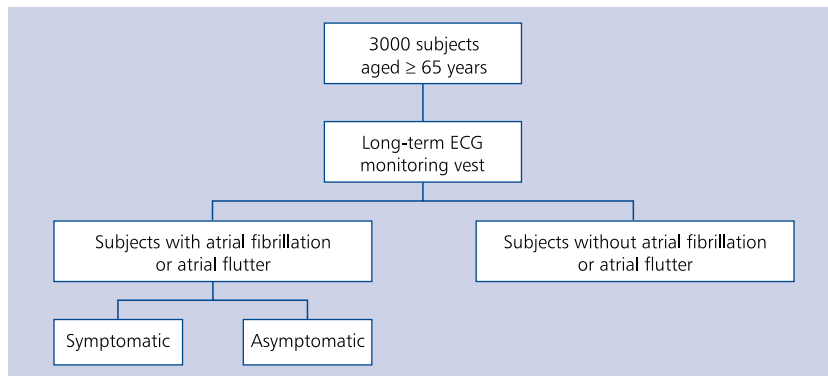 3000 subjects
aged ≥ 65 years
Long-term ECG
monitoring vest
Subjects with atrial fibrillation
or atrial flutter
Subjects without atrial fibrillation
or atrial flutter
Symptomatic
Asymptomatic